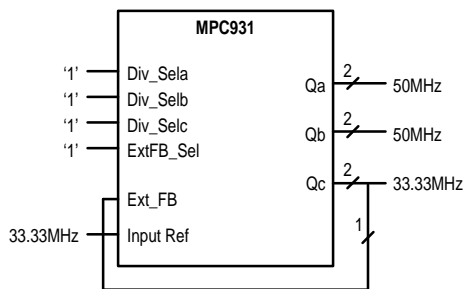 MPC931
‘1’ Div_Sela
‘1’ Div_Selb
‘1’ Div_Selc
‘1’ ExtFB_Sel
Ext_FB
33.33MHz Input Ref
Qa 2 50MHz
Qb 2 50MHz
Qc 2 33.33MHz
1